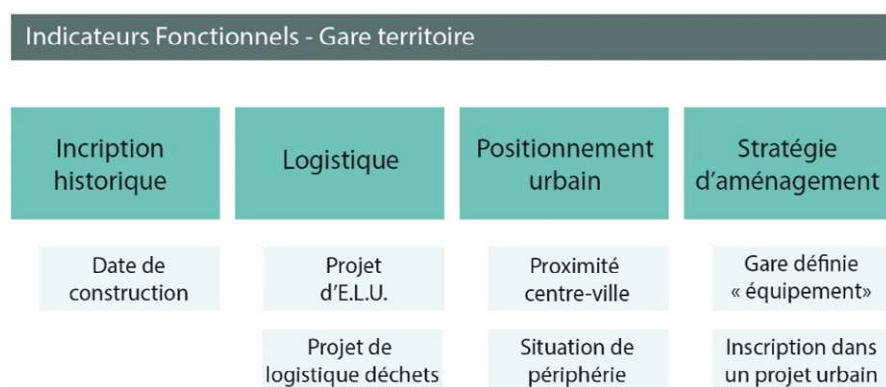 Indicateurs Fonctionnels - Gare territoire
Incription
historique
Logistique
Positionnement
urbain
Stratégie
d'aménagement
Date de
construction
Projet
d'E.L.U.
Proximité
centre-ville
Gare définie
« équipement»
Projet de
logistique déchets
Situation de
périphérie
Inscription dans
un projet urbain